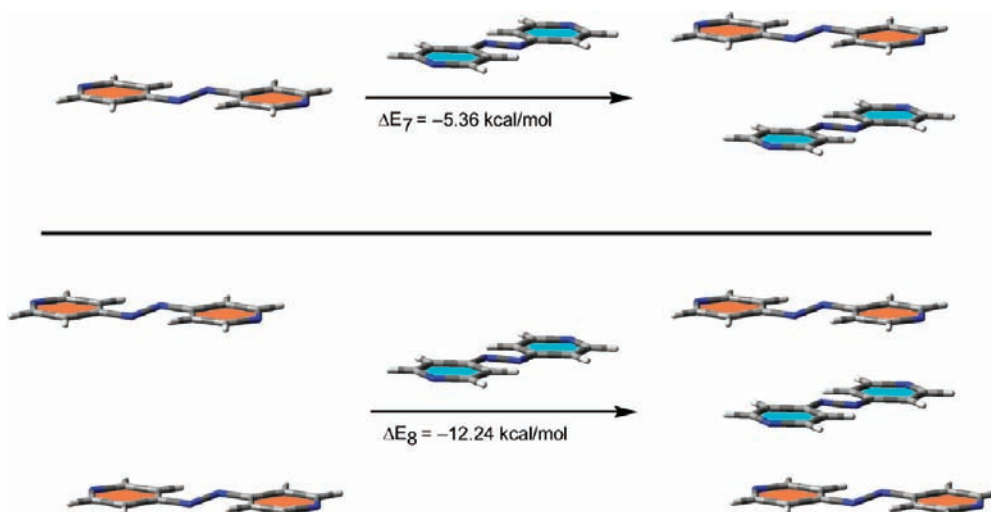 ΔE₇ = −5.36 kcal/mol
ΔE₈ = −12.24 kcal/mol